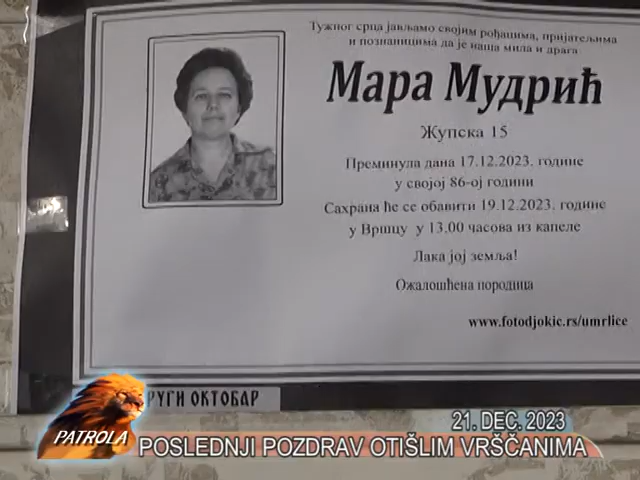 Тужног срца јављамо својим рођацима, пријатељима
и познаницима да је наша мила и драга
Мара Мудрић
Жупска 15
Преминула дана 17.12.2023. године
у својој 86-ој години
Сахрана ће се обавити 19.12.2023. године
у Вршцу у 13.00 часова из капеле
Лака јој земља!
Ожалошћена породица
www.fotodjokic.rs/umrlice
ОКТОБАР
21. DEC. 2023
PATROLA
POSLEDNJI POZDRAV OTIŠLIM VRŠČANIMA